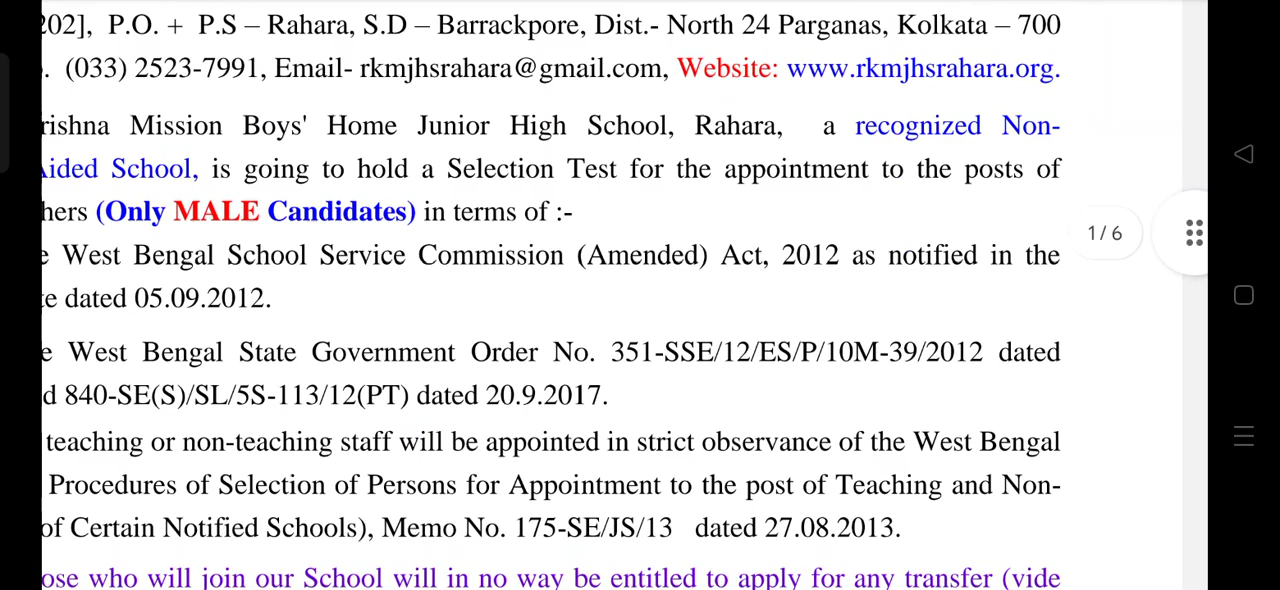 202], P.O. + P.S – Rahara, S.D – Barrackpore, Dist.- North 24 Parganas, Kolkata – 700
. (033) 2523-7991, Email- rkmjhsrahara@gmail.com, Website: www.rkmjhsrahara.org.
rishna Mission Boys' Home Junior High School, Rahara, a recognized Non-
Aided School, is going to hold a Selection Test for the appointment to the posts of
hers (Only MALE Candidates) in terms of :-
e West Bengal School Service Commission (Amended) Act, 2012 as notified in the
1/6
te dated 05.09.2012.
e West Bengal State Government Order No. 351-SSE/12/ES/P/10M-39/2012 dated
d 840-SE(S)/SL/5S-113/12(PT) dated 20.9.2017.
teaching or non-teaching staff will be appointed in strict observance of the West Bengal
Procedures of Selection of Persons for Appointment to the post of Teaching and Non-
of Certain Notified Schools), Memo No. 175-SE/JS/13 dated 27.08.2013.
ose who will join our School will in no way be entitled to apply for any transfer (vide